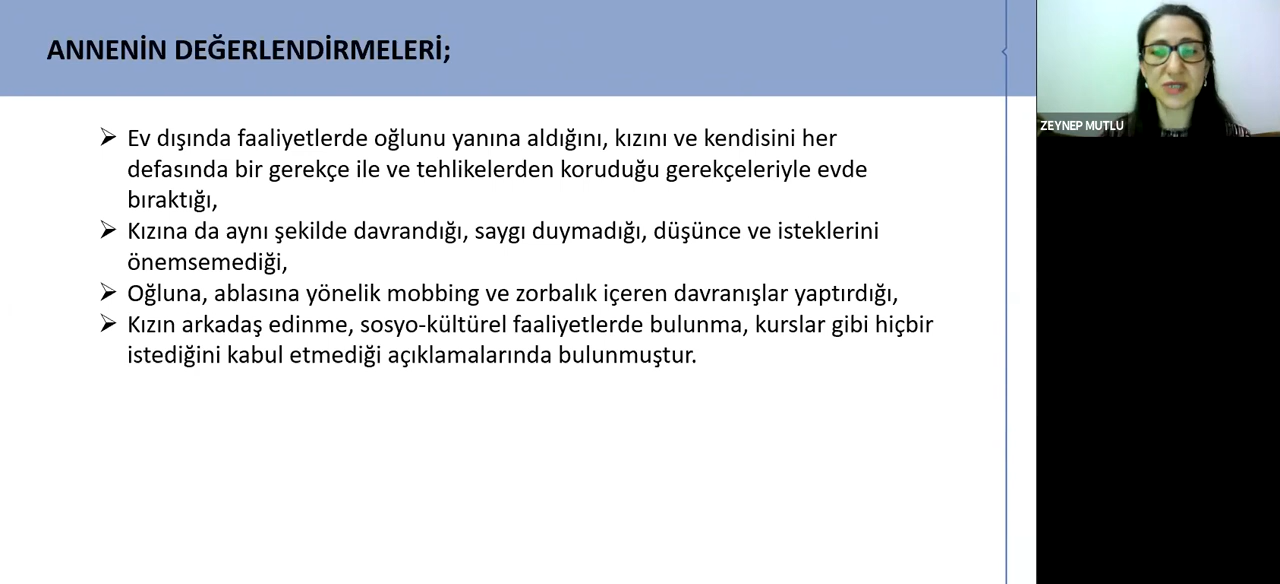 ANNENİN DEĞERLENDİRMELERİ;
➢ Ev dışında faaliyetlerde oğlunu yanına aldığını, kızını ve kendisini her
defasında bir gerekçe ile ve tehlikelerden koruduğu gerekçeleriyle evde
bıraktığı,
➢ Kızına da aynı şekilde davrandığı, saygı duymadığı, düşünce ve isteklerini
önemsemediği,
➢ Oğluna, ablasına yönelik mobbing ve zorbalık içeren davranışlar yaptırdığı,
➢ Kızın arkadaş edinme, sosyo-kültürel faaliyetlerde bulunma, kurslar gibi hiçbir
istediğini kabul etmediği açıklamalarında bulunmuştur.
ZEYNEP MUTLU